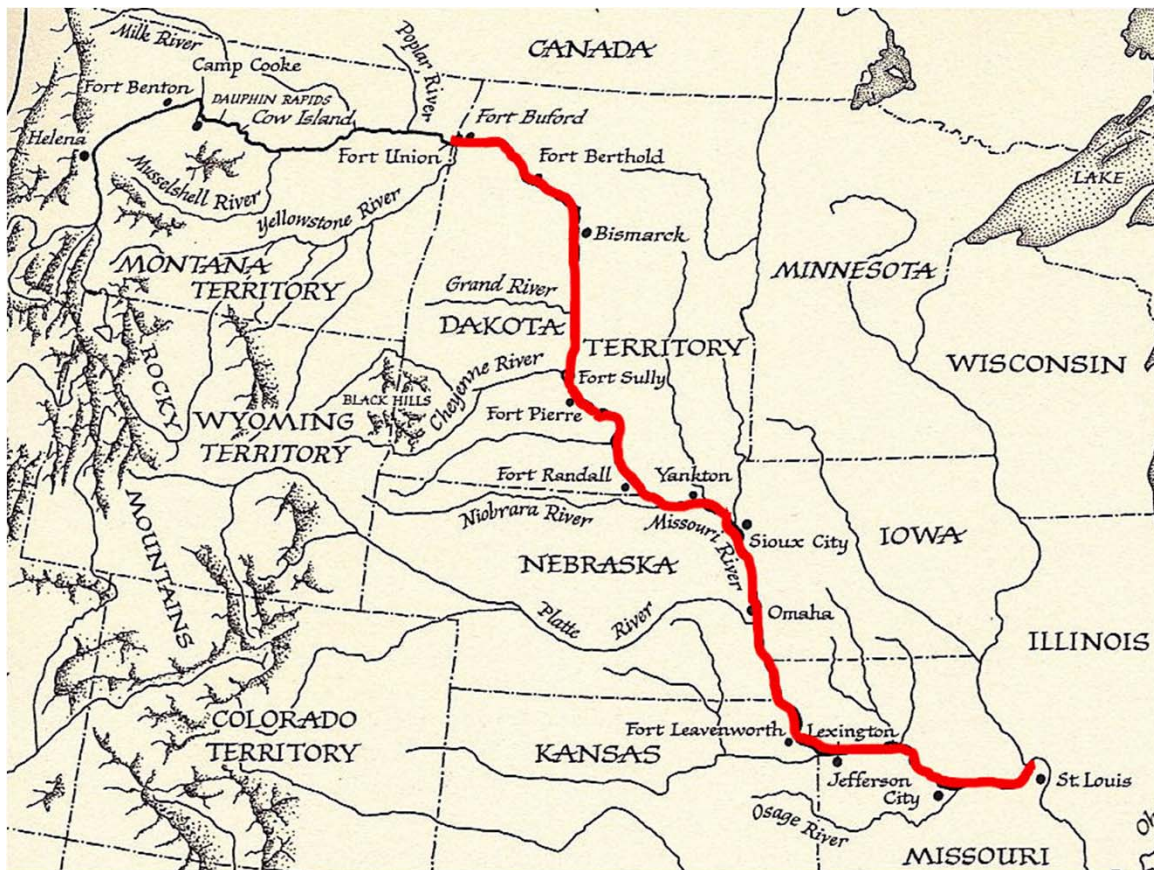 CANADA
Milk River
Poplar River
Camp Cooke
Fort Benton
DAUPHIN RAPIDS
Cow Island
Fort Buford
Helena
Fort Union
Fort Berthold
LAKE
Musselshell River
Yellowstone River
Bismarck
MONTANA
TERRITORY
MINNESOTA
Grand River
DAKOTA
TERRITORY
WISCONSIN
ROCKY
MOUNTAINS
Cheyenne River
Fort Sully
BLACK HILLS
Fort Pierre
WYOMING
TERRITORY
Fort Randall
Yankton
Niobrara River
Missouri River
Sioux City
IOWA
NEBRASKA
Platte River
Omaha
ILLINOIS
COLORADO
TERRITORY
Fort Leavenworth
Lexington
KANSAS
Jefferson
City
St. Louis
Osage River
MISSOURI
Oh